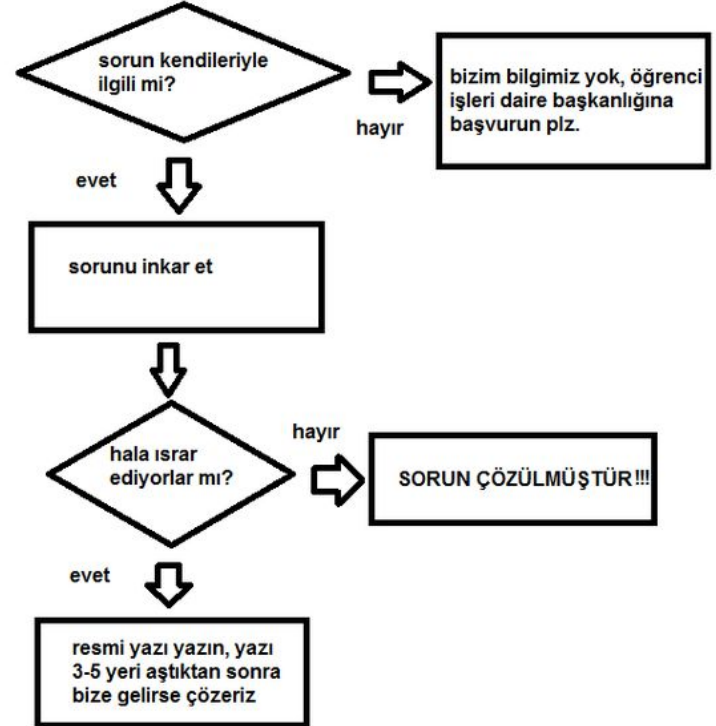 sorun kendileriyle
ilgili mi?
hayır
bizim bilgimiz yok, öğrenci
işleri daire başkanlığına
başvurun plz.
evet
sorunu inkar et
hala ısrar
ediyorlar mı?
hayır
SORUN ÇÖZÜLMÜŞTÜR!!!
evet
resmi yazı yazın, yazı
3-5 yeri aştıktan sonra
bize gelirse çözeriz